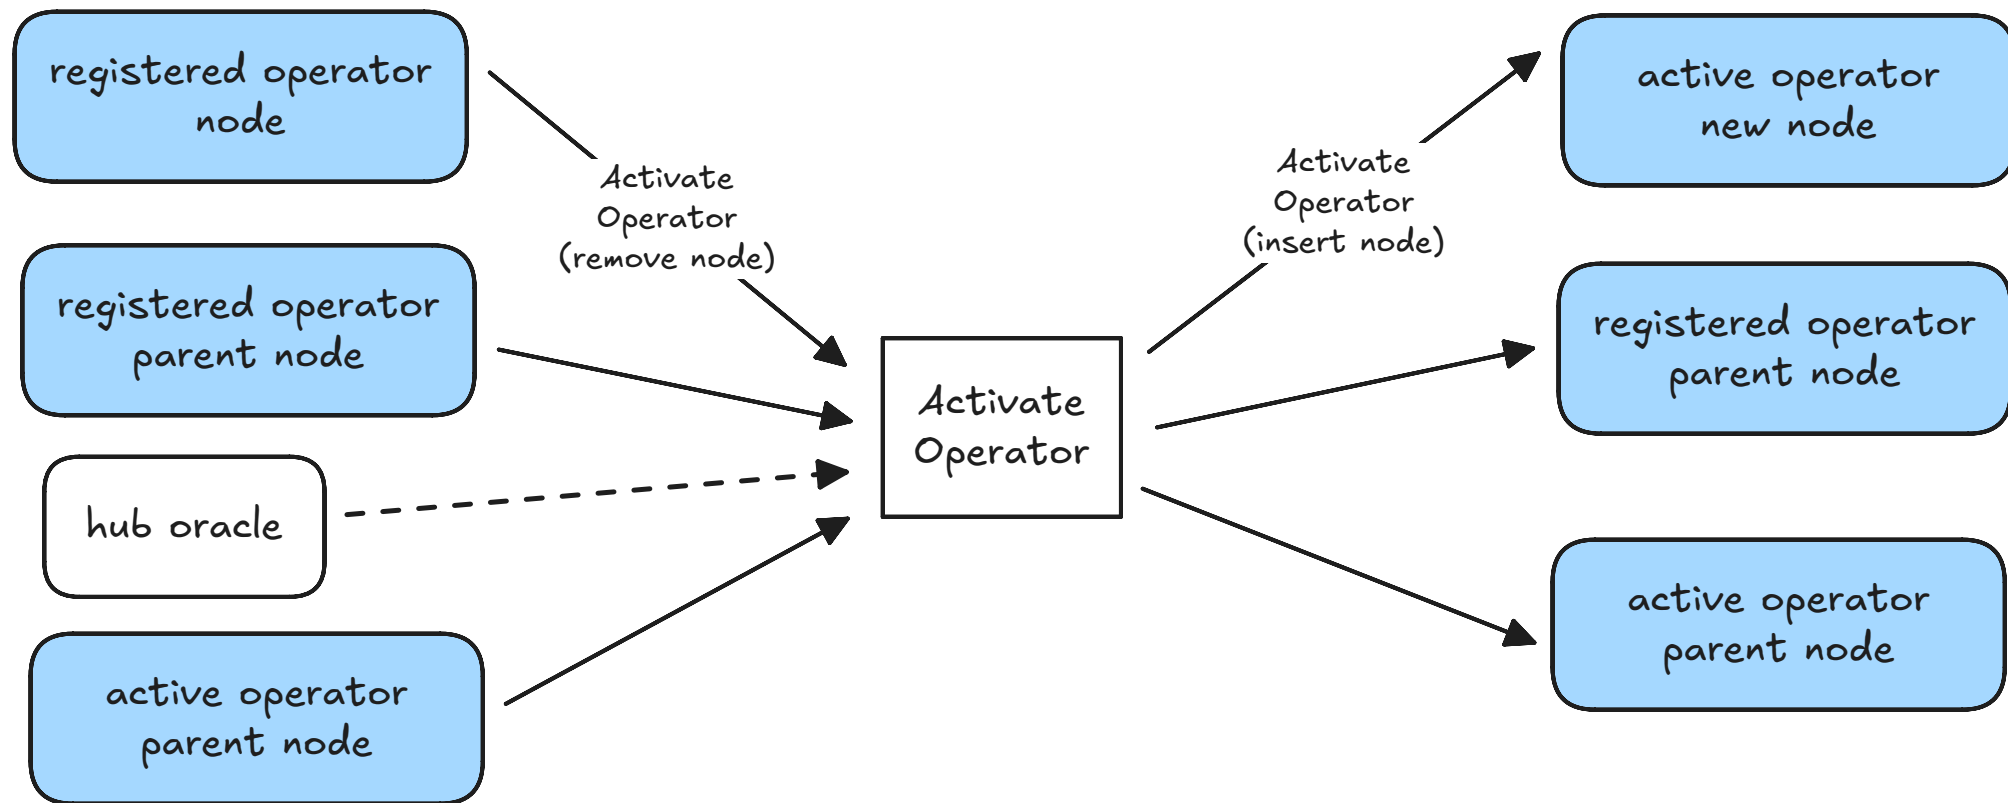 registered operator
node
registered operator
parent node
hub oracle
active operator
parent node
Activate
Operator
(remove node)
Activate
Operator
Activate
Operator
(insert node)
active operator
new node
registered operator
parent node
active operator
parent node